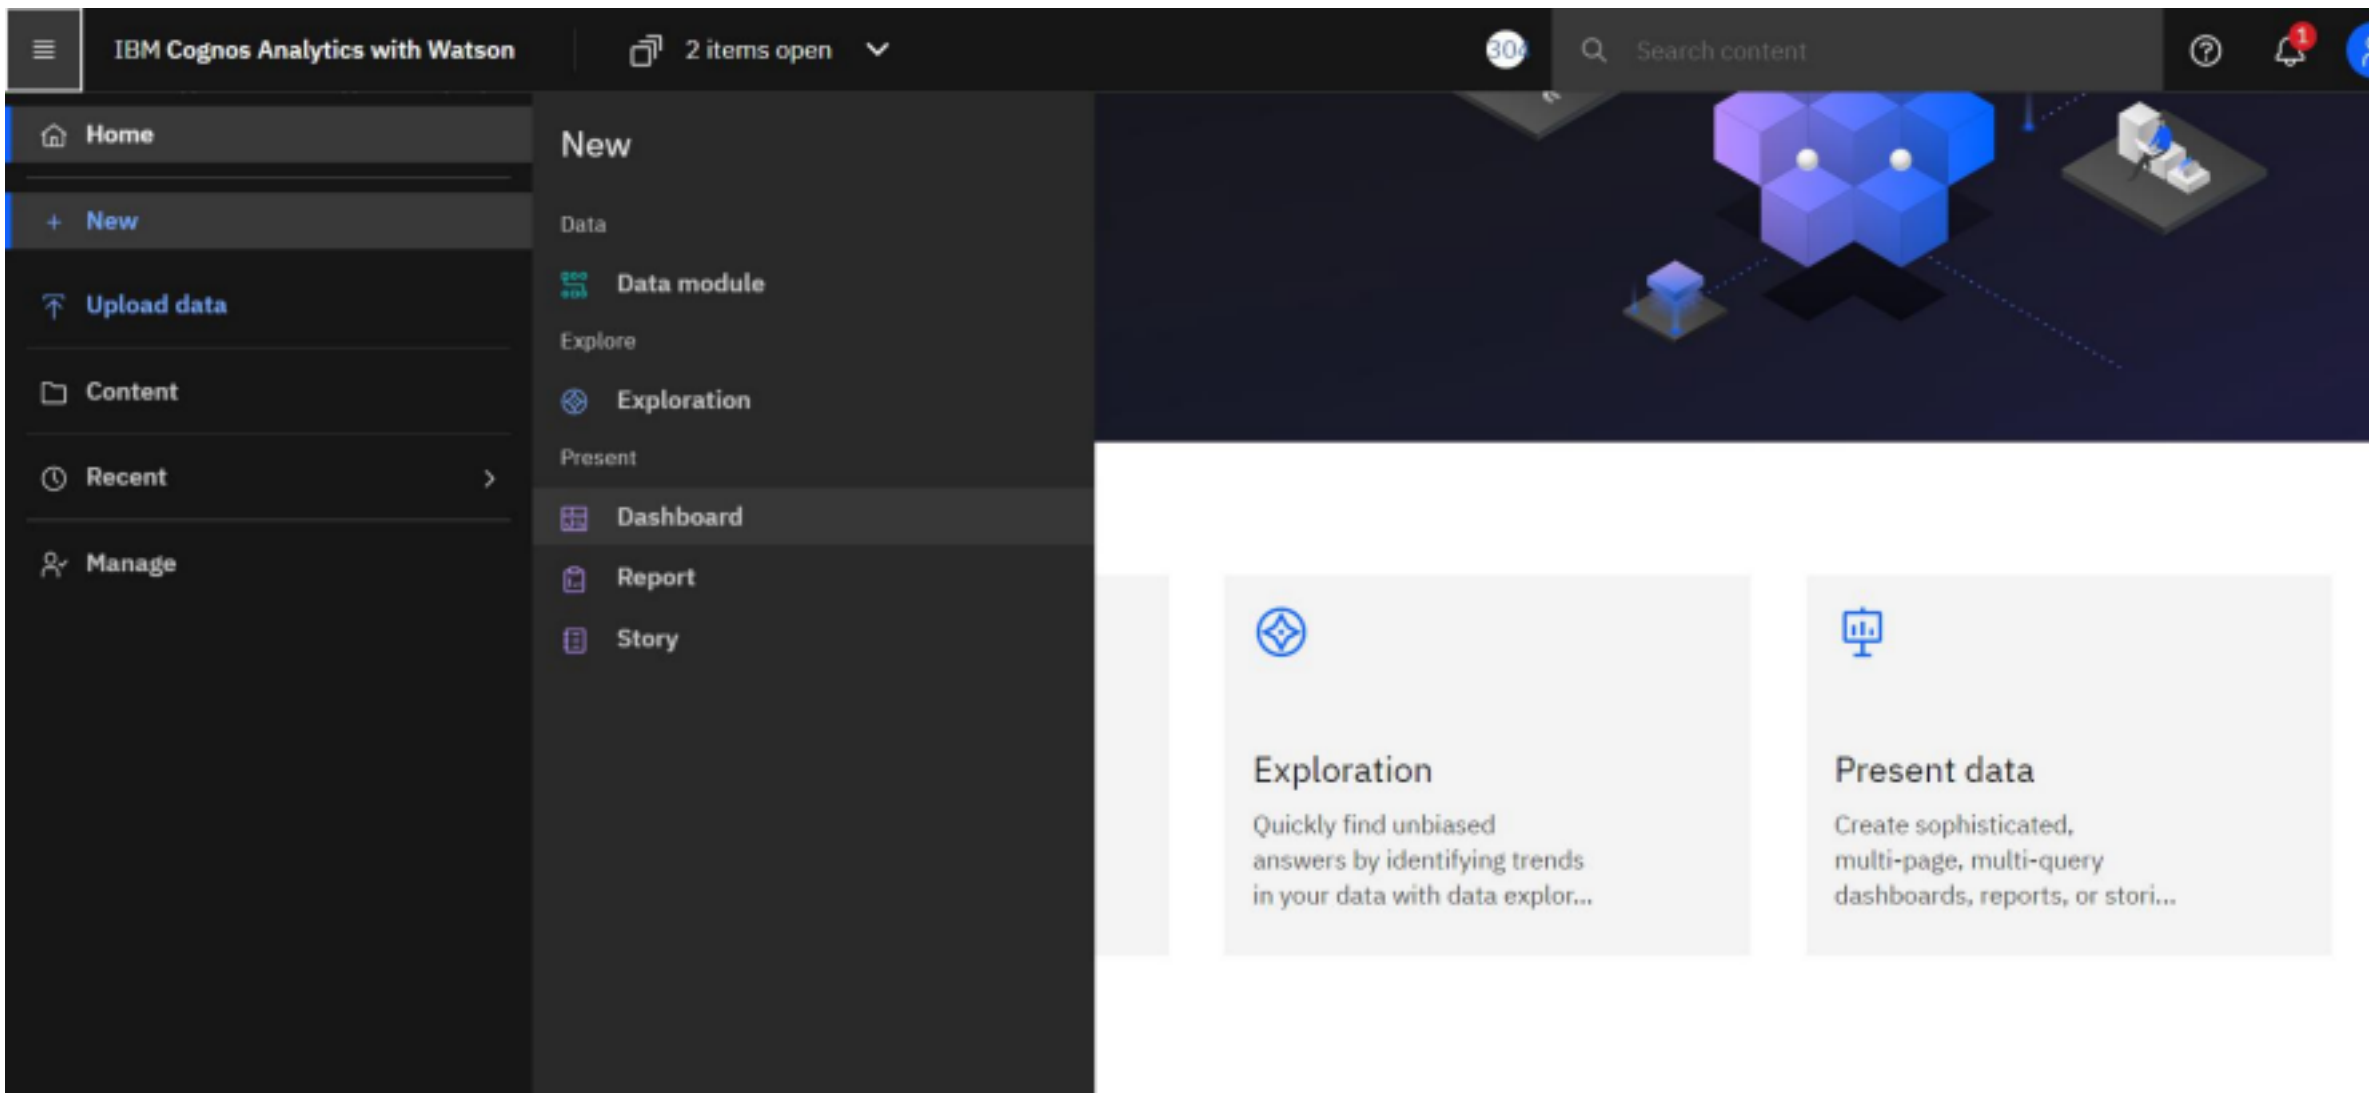 IBM Cognos Analytics with Watson
2 items open
304
Search content
1
Home
New
Upload data
Content
Recent
Manage
New
Data
Data module
Explore
Exploration
Present
Dashboard
Report
Story
Exploration
Quickly find unbiased
answers by identifying trends
in your data with data explor...
Present data
Create sophisticated,
multi-page, multi-query
dashboards, reports, or stori...